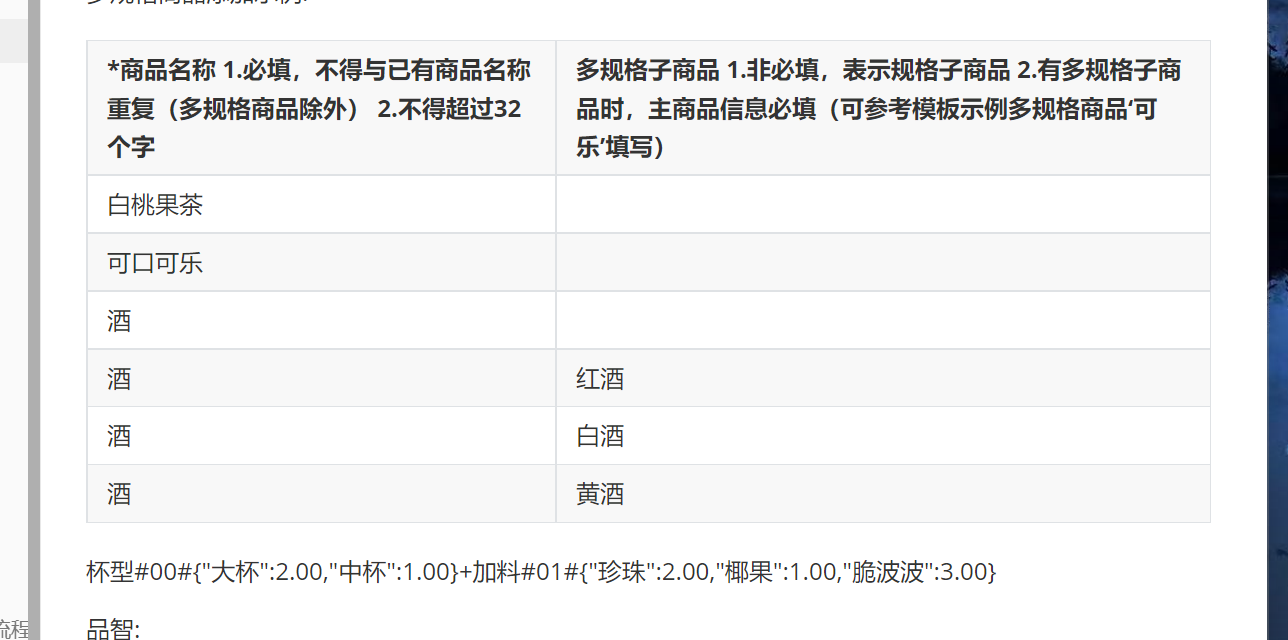 *商品名称 1.必填，不得与已有商品名称
重复（多规格商品除外） 2.不得超过32
个字
多规格子商品 1.非必填，表示规格子商品 2.有多规格子商
品时，主商品信息必填（可参考模板示例多规格商品‘可
乐’填写）
白桃果茶
可口可乐
酒
酒
红酒
酒
白酒
酒
黄酒
杯型#00#{"大杯":2.00,"中杯":1.00}+加料#01#{"珍珠":2.00,"椰果":1.00,"脆波波":3.00}
流程
品智: